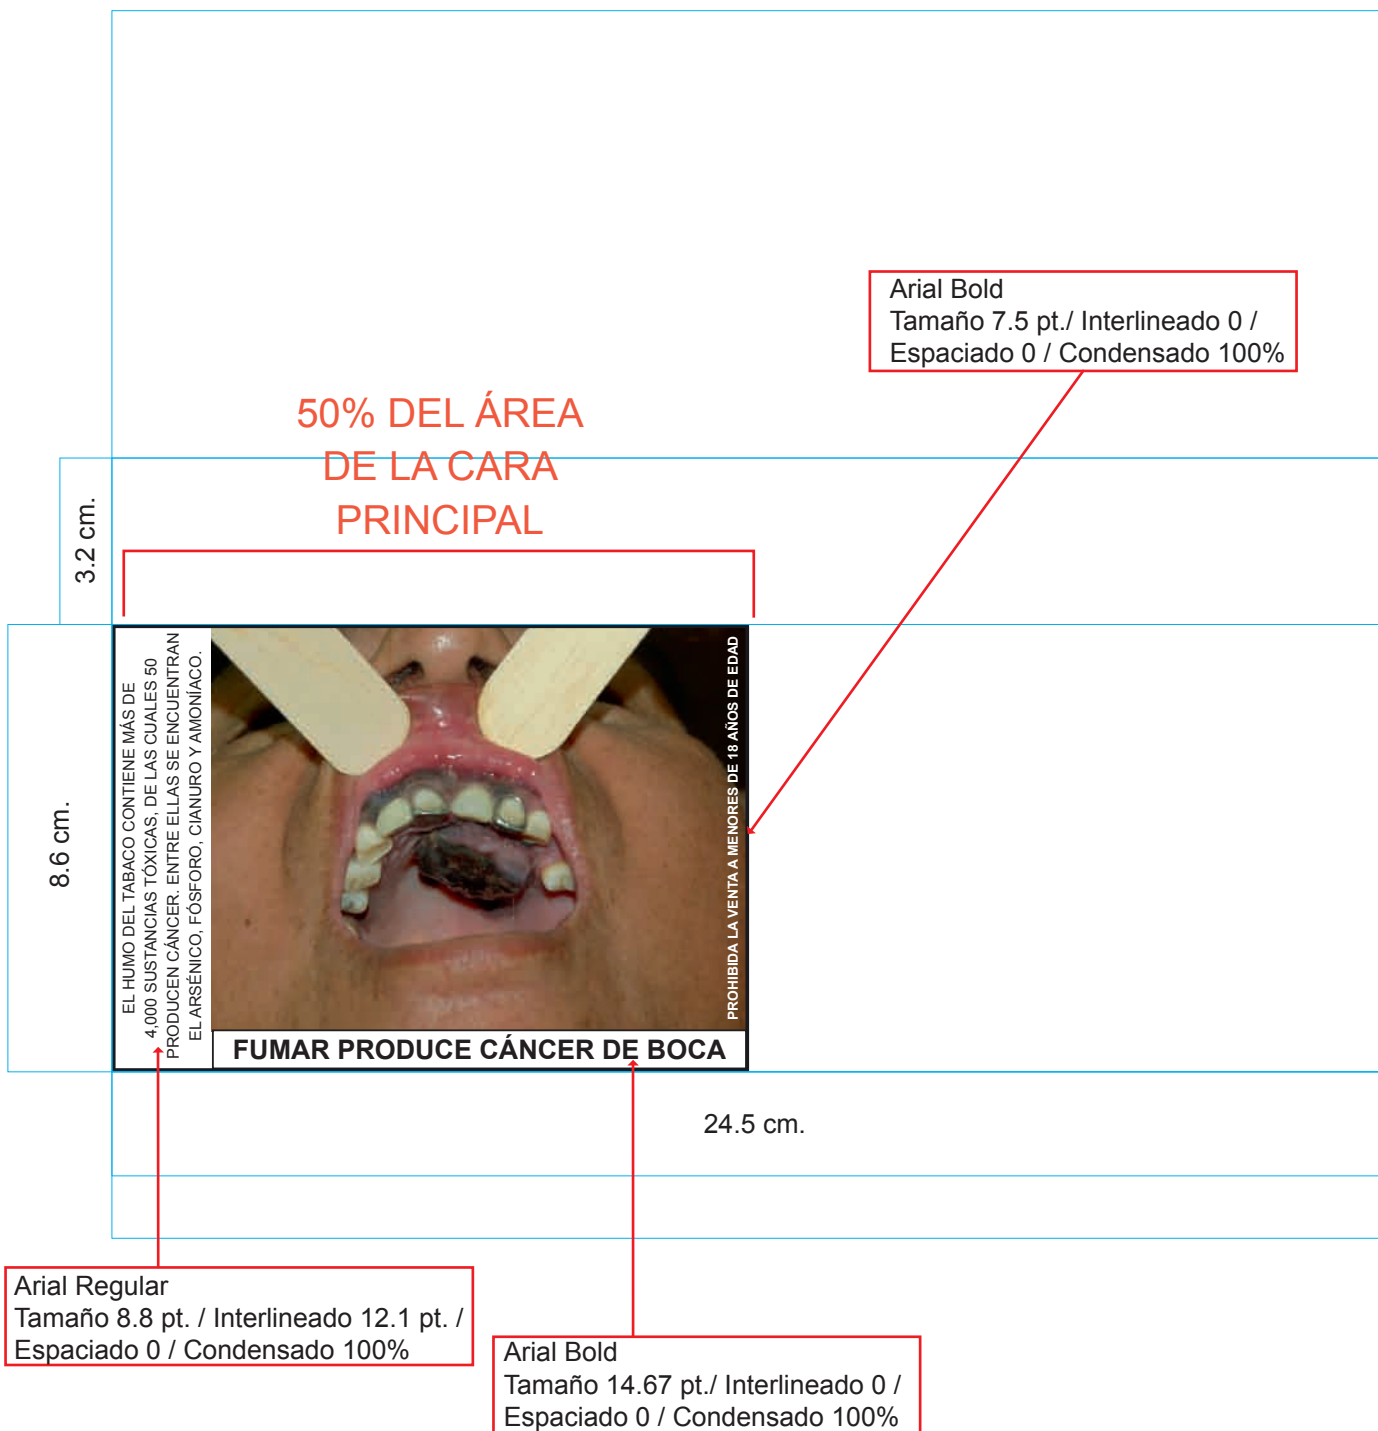 Arial Bold
Tamaño 7.5 pt./ Interlineado 0 /
Espaciado 0 / Condensado 100%
50% DEL ÁREA
DE LA CARA
PRINCIPAL
3.2 cm.
8.6 cm.
EL HUMO DEL TABACO CONTIENE MÁS DE
4,000 SUSTANCIAS TÓXICAS, DE LAS CUALES 50
PRODUCEN CÁNCER. ENTRE ELLAS SE ENCUENTRAN
EL ARSÉNICO, FÓSFORO, CIANURO Y AMONÍACO.
PROHIBIDA LA VENTA A MENORES DE 18 AÑOS DE EDAD
FUMAR PRODUCE CÁNCER DE BOCA
24.5 cm.
Arial Regular
Tamaño 8.8 pt. / Interlineado 12.1 pt. /
Espaciado 0 / Condensado 100%
Arial Bold
Tamaño 14.67 pt./ Interlineado 0 /
Espaciado 0 / Condensado 100%